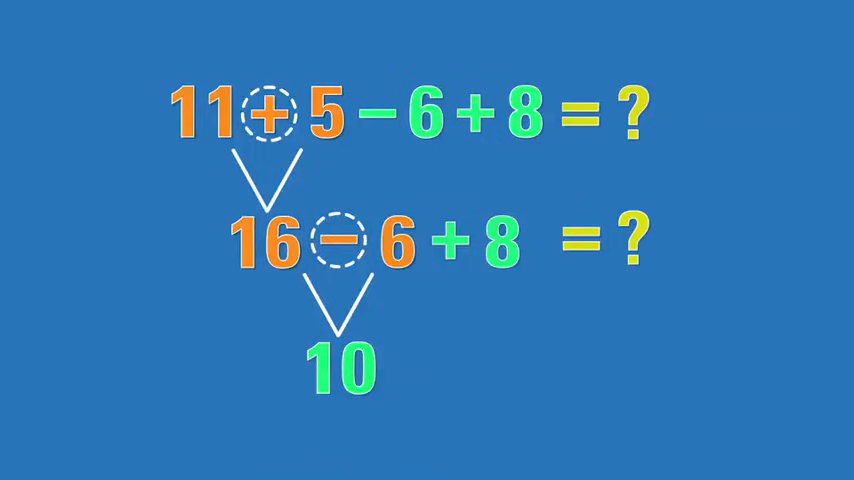 11 + 5 − 6 + 8 = ?
16 − 6 + 8 = ?
10